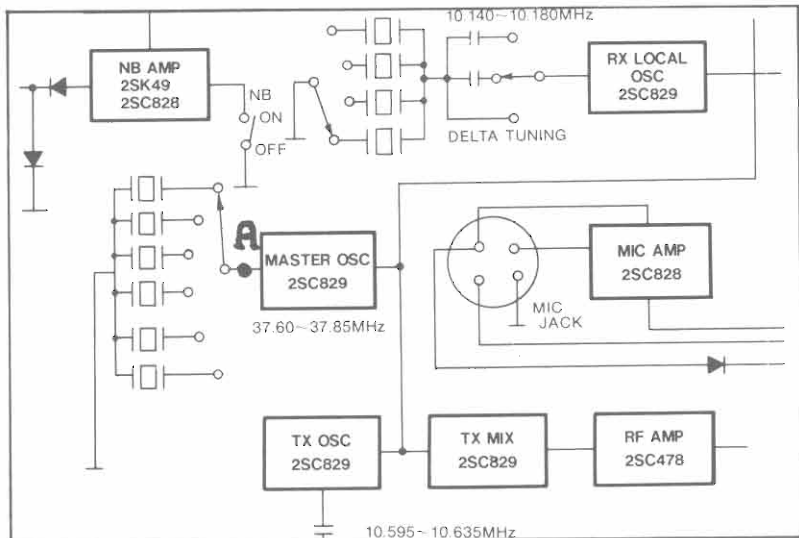 10.140~10.180MHz
NB AMP
2SK49
2SC828
NB
ON
OFF
RX LOCAL
OSC
2SC829
DELTA TUNING
A
MASTER OSC
2SC829
37.60~37.85MHz
MIC AMP
2SC828
MIC
JACK
TX OSC
2SC829
TX MIX
2SC829
RF AMP
2SC478
10.595~10.635MHz